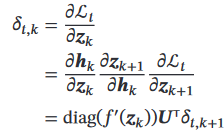 δ_{t,k} = ∂ℒ_t / ∂𝒛_k
= ∂𝒉_k / ∂𝒛_k ∂𝒛_{k+1} / ∂𝒉_k ∂ℒ_t / ∂𝒛_{k+1}
= diag(f′(𝒛_k))𝑼^⊤δ_{t,k+1}